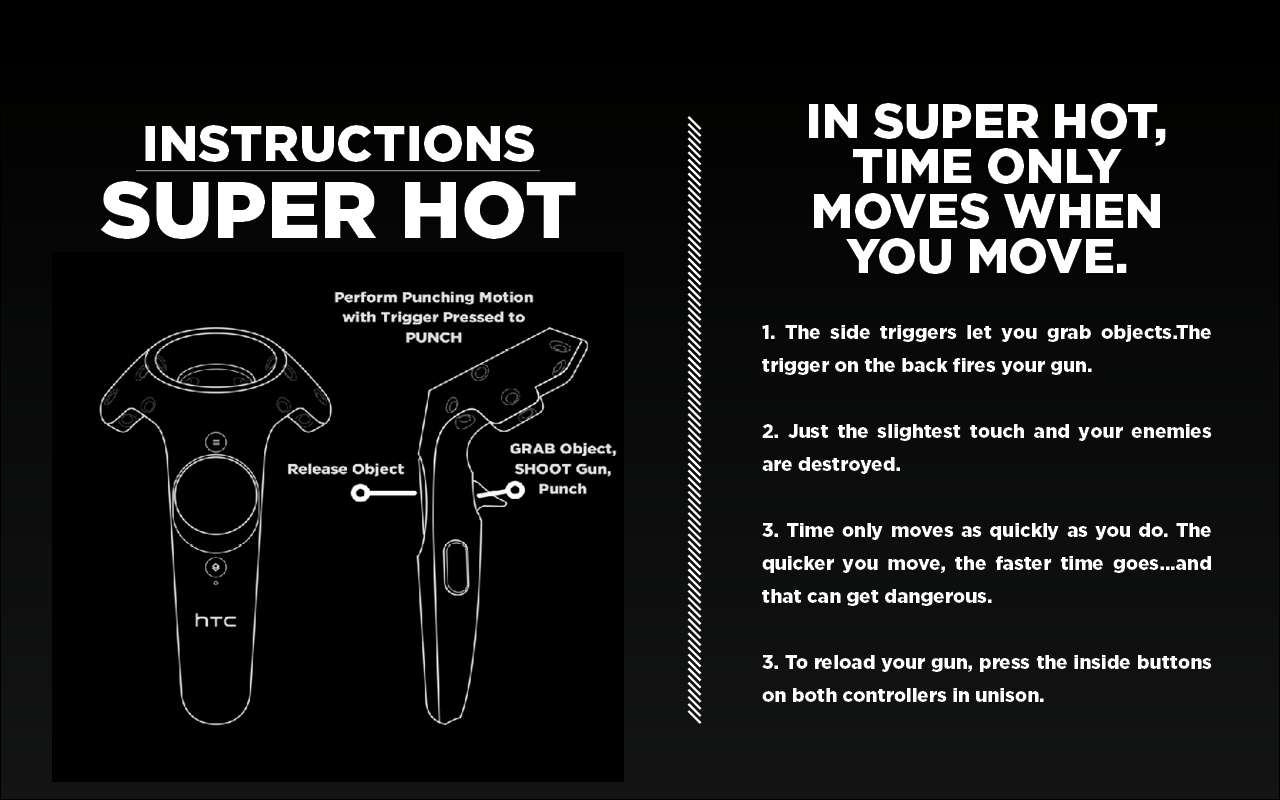 INSTRUCTIONS
SUPER HOT
Perform Punching Motion
with Trigger Pressed to
PUNCH
Release Object
GRAB Object,
SHOOT Gun,
Punch
hTC
IN SUPER HOT,
TIME ONLY
MOVES WHEN
YOU MOVE.
1. The side triggers let you grab objects.The
trigger on the back fires your gun.
2. Just the slightest touch and your enemies
are destroyed.
3. Time only moves as quickly as you do. The
quicker you move, the faster time goes...and
that can get dangerous.
3. To reload your gun, press the inside buttons
on both controllers in unison.